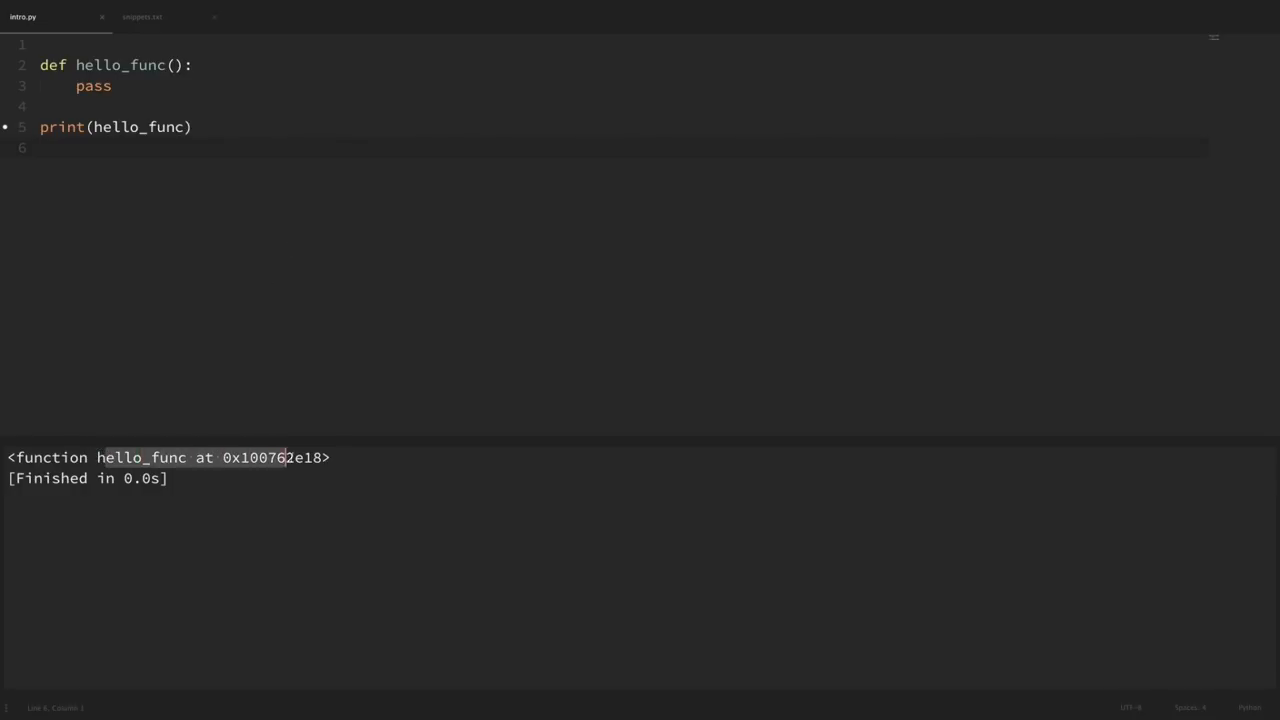 intro.py
snippets.txt
1
2 def hello_func():
3 pass
4
5 print(hello_func)
6
<function hello_func at 0x100762e18>
[Finished in 0.0s]
Line 6, Column 1
UTF-8
Spaces: 4
Python